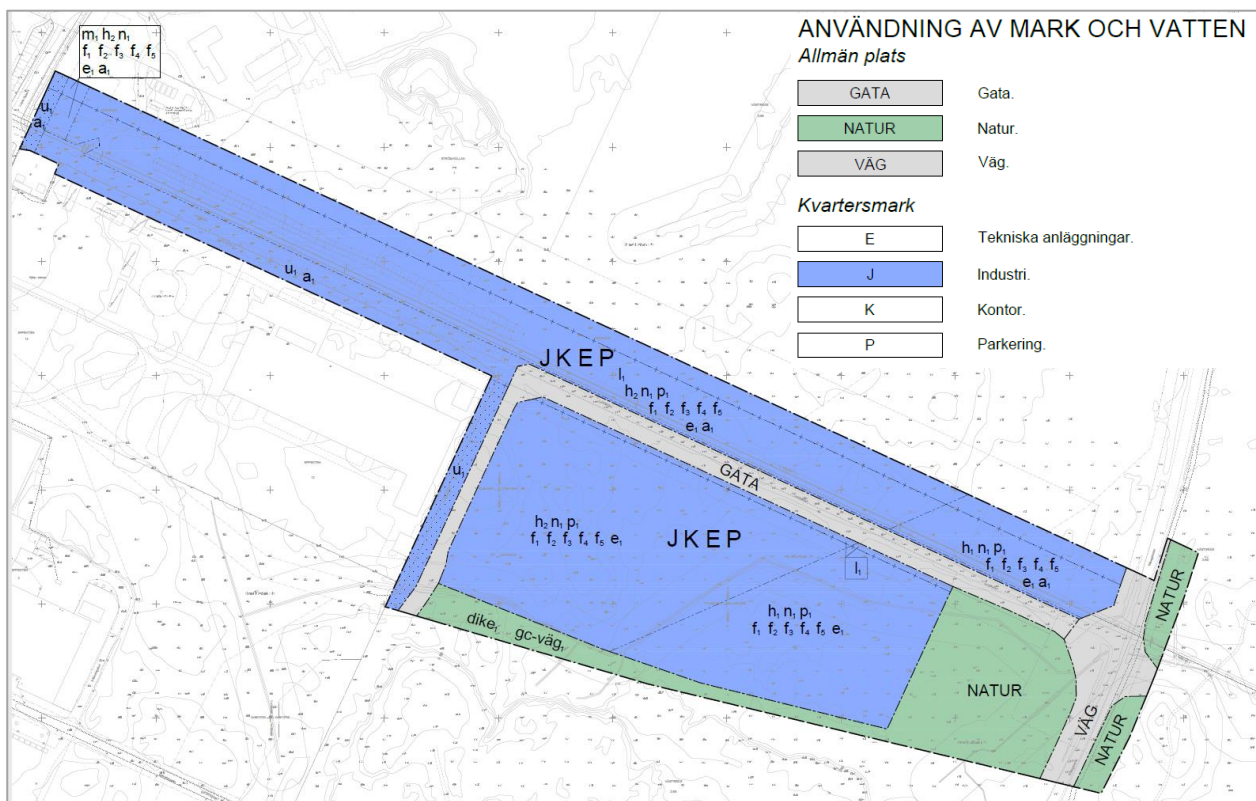 m₁ h₂ n₁
f₁ f₂ f₃ f₄ f₅
e₁ a₁
u₁
a₁
ANVÄNDNING AV MARK OCH VATTEN
Allmän plats
GATA Gata.
NATUR Natur.
VÄG Väg.
Kvartersmark
E Tekniska anläggningar.
J Industri.
K Kontor.
P Parkering.
u₁ a₁
JKEP
l₁
h₂ n₁ p₁
f₁ f₂ f₃ f₄ f₅
e₁ a₁
u₁
GATA
h₂ n₁ p₁
f₁ f₂ f₃ f₄ f₅ e₁
JKEP
l₁
h₁ n₁ p₁
f₁ f₂ f₃ f₄ f₅
e₁ a₁
h₁ n₁ p₁
f₁ f₂ f₃ f₄ f₅ e₁
dike₁ gc-väg₁
NATUR
NATUR
VÄG
NATUR